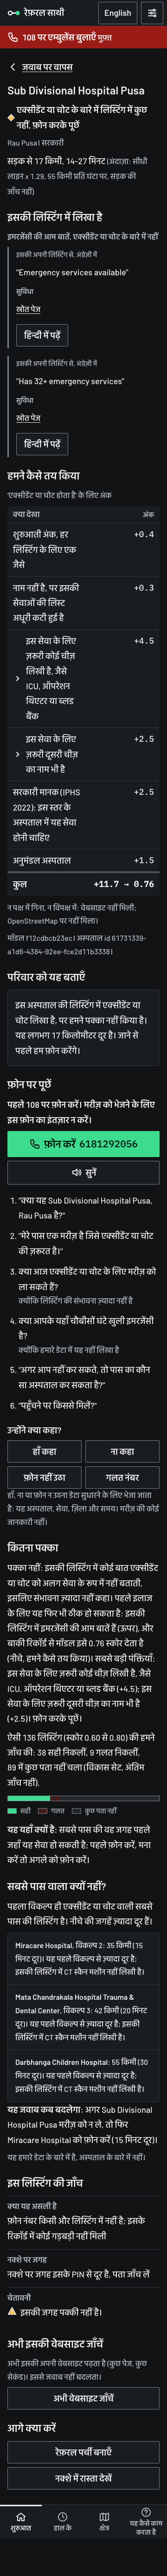 रेफ़रल साथी
English
108 पर एम्बुलेंस बुलाएँ मुफ़्त
जवाब पर वापस
Sub Divisional Hospital Pusa
एक्सीडेंट या चोट के बारे में लिस्टिंग में कुछ
नहीं, फ़ोन करके पूछें
Rau Pusa | सरकारी
सड़क से 17 किमी, 14-27 मिनट (अंदाज़ा: सीधी
लाइन x 1.29, 55 किमी प्रति घंटा पर, सड़क की
जाँच नहीं)
इसकी लिस्टिंग में लिखा है
इमरजेंसी की आम बातें, एक्सीडेंट या चोट के बारे में नहीं
इसकी अपनी लिस्टिंग से, अंग्रेज़ी में
"Emergency services available"
सुविधा
स्रोत पेज
हिन्दी में पढ़ें
इसकी अपनी लिस्टिंग से, अंग्रेज़ी में
"Has 32+ emergency services"
सुविधा
स्रोत पेज
हिन्दी में पढ़ें
हमने कैसे तय किया
'एक्सीडेंट या चोट होता है' के लिए अंक
क्या देखा
अंक
शुरुआती अंक, हर
लिस्टिंग के लिए एक
जैसे
+0.4
नाम नहीं है, पर इसकी
सेवाओं की लिस्ट
अधूरी कटी हुई है
+0.3
इस सेवा के लिए
ज़रूरी कोई चीज़
लिखी है, जैसे
ICU, ऑपरेशन
थिएटर या ब्लड
बैंक
+4.5
इस सेवा के लिए
ज़रूरी दूसरी चीज़
का नाम भी है
+2.5
सरकारी मानक (IPHS
2022): इस स्तर के
अस्पताल में यह सेवा
होनी चाहिए
+2.5
अनुमंडल अस्पताल
+1.5
कुल
+11.7 → 0.76
न पक्ष में गिना, न विपक्ष में: वेबसाइट नहीं मिली;
OpenStreetMap पर नहीं मिला।
मॉडल f12cdbcb23ec। अस्पताल id 61731339-
a1d6-4384-92ee-fce2d11b3338।
परिवार को यह बताएँ
इस अस्पताल की लिस्टिंग में एक्सीडेंट या
चोट लिखा है, पर हमने पक्का नहीं किया है।
यह लगभग 17 किलोमीटर दूर है। जाने से
पहले हम फ़ोन करेंगे।
फ़ोन पर पूछें
पहले 108 पर फ़ोन करें। मरीज़ को भेजने के लिए
इस फ़ोन का इंतज़ार न करें।
फ़ोन करें 6181292056
सुनें
1. "क्या यह Sub Divisional Hospital Pusa,
Rau Pusa है?"
2. "मेरे पास एक मरीज़ है जिसे एक्सीडेंट या चोट
की ज़रूरत है।"
3. क्या आज एक्सीडेंट या चोट के लिए मरीज़ को
ला सकते हैं?
क्योंकि लिस्टिंग की संभावना ज़्यादा नहीं है
4. क्या आपके यहाँ चौबीसों घंटे खुली इमरजेंसी
है?
क्योंकि हमारे डेटा में यह नहीं लिखा है
5. "अगर आप नहीं कर सकते, तो पास का कौन
सा अस्पताल कर सकता है?"
6. "पहुँचने पर किससे मिलें?"
उन्होंने क्या कहा?
हाँ कहा
ना कहा
फ़ोन नहीं उठा
गलत नंबर
हाँ, ना या फ़ोन न उठना डेटा सुधारने के लिए भेजा जाता
है: यह अस्पताल, सेवा, ज़िला और समय। मरीज़ की कोई
जानकारी नहीं।
कितना पक्का
पक्का नहीं: इसकी लिस्टिंग में कोई बात एक्सीडेंट
या चोट को अलग सेवा के रूप में नहीं बताती,
इसलिए संभावना ज़्यादा नहीं कहा। पहले इलाज
के लिए यह फिर भी ठीक हो सकता है: इसकी
लिस्टिंग में इमरजेंसी की आम बातें हैं (ऊपर), और
बाकी रिकॉर्ड से मॉडल इसे 0.76 स्कोर देता है
(नीचे, हमने कैसे तय किया)। सबसे बड़ी पंक्तियाँ:
इस सेवा के लिए ज़रूरी कोई चीज़ लिखी है, जैसे
ICU, ऑपरेशन थिएटर या ब्लड बैंक (+4.5); इस
सेवा के लिए ज़रूरी दूसरी चीज़ का नाम भी है
(+2.5)। फ़ोन करके पूछें।
ऐसी 136 लिस्टिंग (स्कोर 0.60 से 0.80) की हमने
जाँच की: 38 सही निकलीं, 9 गलत निकलीं,
89 में कुछ पता नहीं चला (विकास सेट, अंतिम
जाँच नहीं).
सही
गलत
कुछ पता नहीं
यह यहाँ क्यों है: सबसे पास की वह जगह पहले
जहाँ यह सेवा हो सकती है; पहले फ़ोन करें, मना
करें तो अगले को फ़ोन करें।
सबसे पास वाला क्यों नहीं?
पहला विकल्प ही एक्सीडेंट या चोट वाली सबसे
पास की लिस्टिंग है। नीचे की जगहें ज़्यादा दूर हैं।
Miracare Hospital, विकल्प 2: 35 किमी (15
मिनट दूर)। यह पहले विकल्प से ज़्यादा दूर है;
इसकी लिस्टिंग में CT स्कैन मशीन नहीं लिखी है।
Mata Chandrakala Hospital Trauma &
Dental Center, विकल्प 3: 42 किमी (20 मिनट
दूर)। यह पहले विकल्प से ज़्यादा दूर है; इसकी
लिस्टिंग में CT स्कैन मशीन नहीं लिखी है।
Darbhanga Children Hospital: 55 किमी (30
मिनट दूर)। यह पहले विकल्प से ज़्यादा दूर है;
इसकी लिस्टिंग में CT स्कैन मशीन नहीं लिखी है।
यह जवाब कब बदलेगा: अगर Sub Divisional
Hospital Pusa मरीज़ को न ले, तो फिर
Miracare Hospital को फ़ोन करें (15 मिनट दूर)।
यह हमारे डेटा के बारे में है, अस्पताल के बारे में नहीं।
इस लिस्टिंग की जाँच
क्या यह असली है
फ़ोन नंबर किसी और लिस्टिंग में नहीं है; इसके
रिकॉर्ड में कोई गड़बड़ी नहीं मिली
नक्शे पर जगह
नक्शे पर जगह इसके PIN से दूर है, पता जाँच लें
चेतावनी
इसकी जगह पक्की नहीं है।
अभी इसकी वेबसाइट जाँचें
अभी इसकी अपनी वेबसाइट पढ़ता है (कुछ पेज, कुछ
सेकंड)। इससे जवाब नहीं बदलता।
अभी वेबसाइट जाँचें
आगे क्या करें
रेफ़रल पर्ची बनाएँ
नक्शे में रास्ता देखें
शुरुआत
हाल के
क्षेत्र
यह कैसे काम
करता है